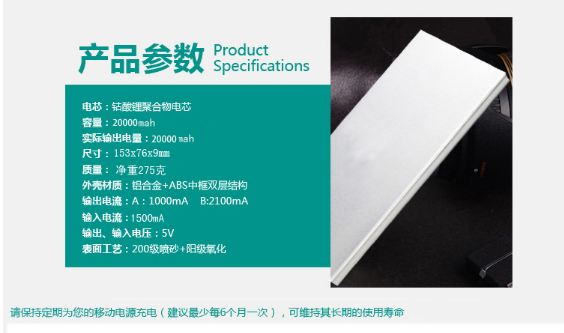 产品参数
Product
Specifications
电芯：钴酸锂聚合物电芯
容量：20000mah
实际输出电量：20000mah
尺寸：153x76x9mm
质量： 净重275克
外壳材质：铝合金+ABS中框双层结构
输出电流：A：1000mA B:2100mA
输入电流：1500mA
输出、输入电压：5V
表面工艺：200级喷砂+阳级氧化
请保持定期为您的移动电源充电（建议最少每6个月一次），可维持其长期的使用寿命